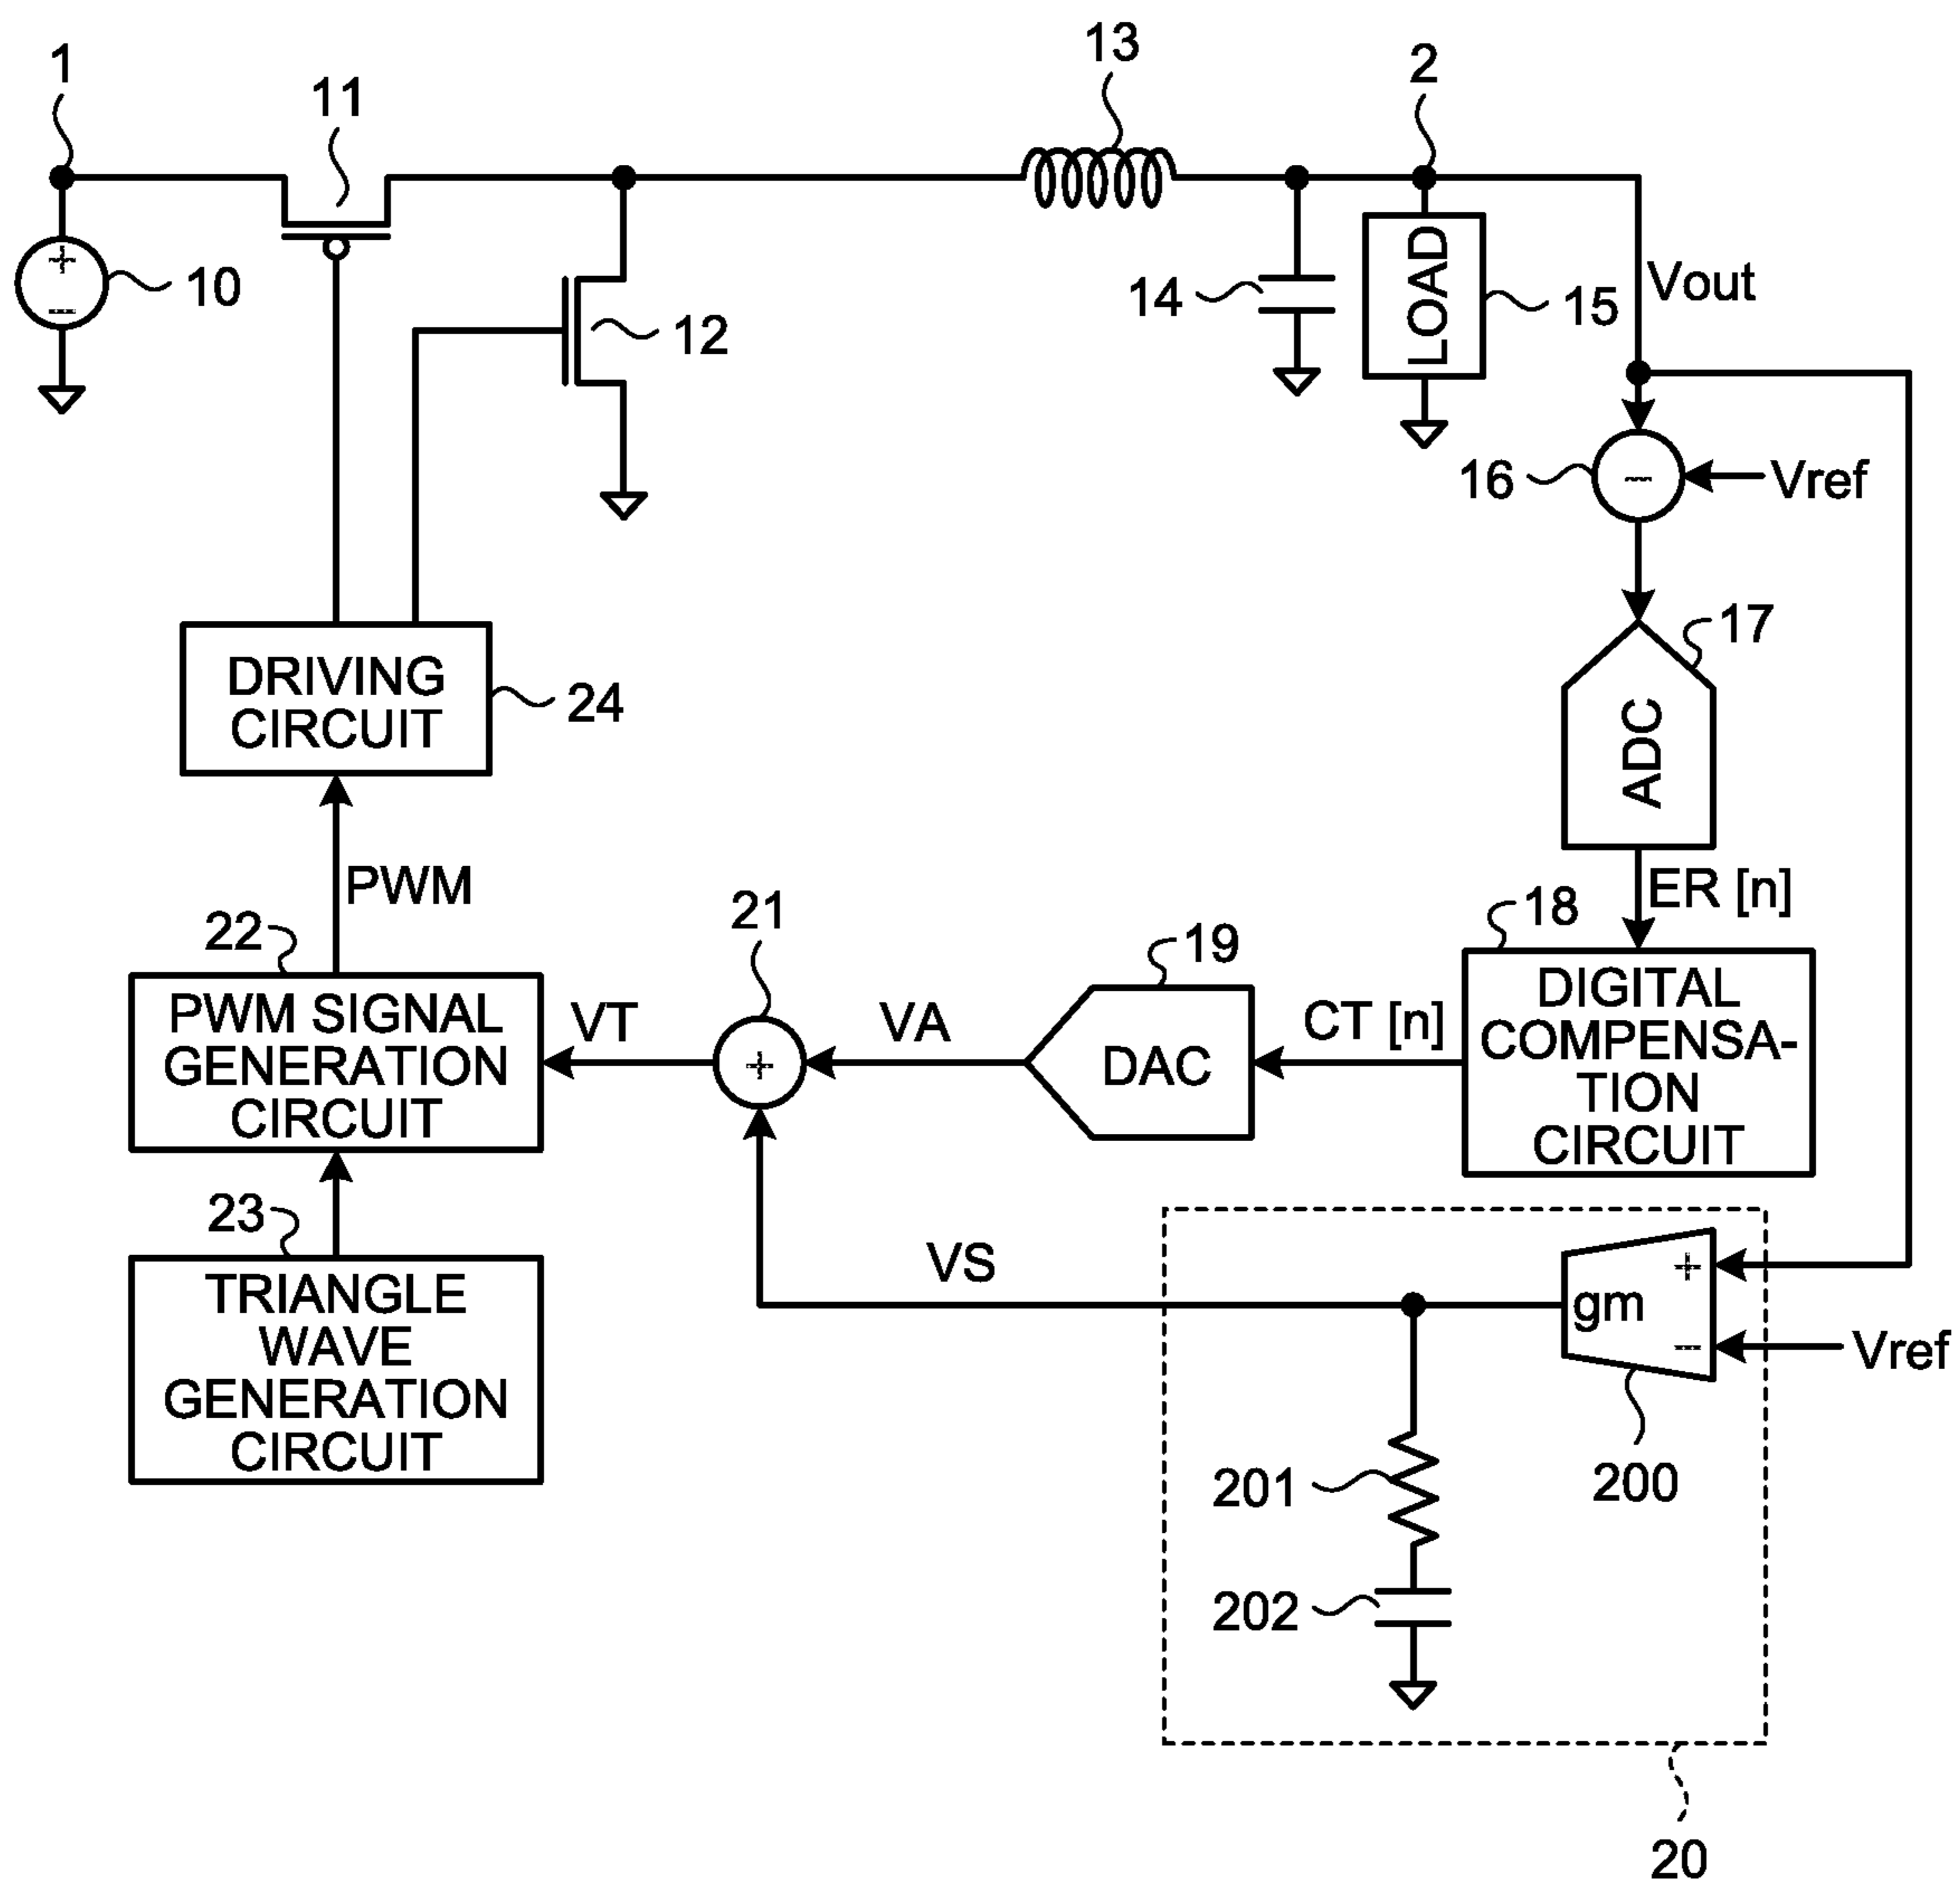 1
11
13
2
10
12
14
LOAD
15
Vout
16
Vref
17
ADC
DRIVING
CIRCUIT
24
PWM
ER [n]
18
22
21
19
PWM SIGNAL
GENERATION
CIRCUIT
VT
+
VA
DAC
CT [n]
DIGITAL
COMPENSA-
TION
CIRCUIT
23
TRIANGLE
WAVE
GENERATION
CIRCUIT
VS
gm
+
−
Vref
200
201
202
20